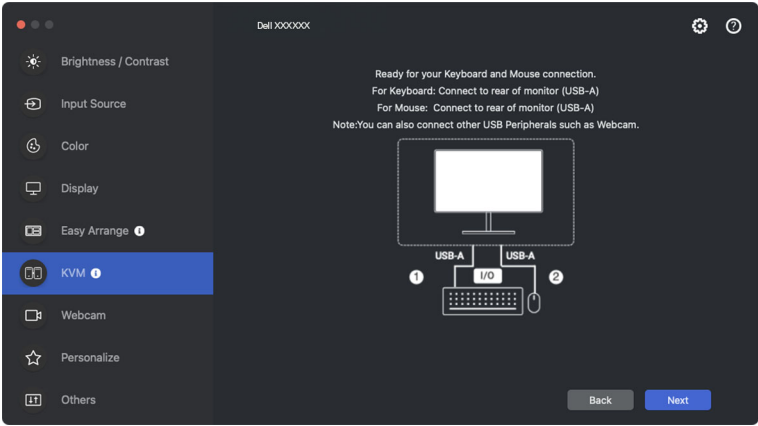 Dell XXXXXX
Brightness / Contrast
Input Source
Color
Display
Easy Arrange
KVM
Webcam
Personalize
Others
Ready for your Keyboard and Mouse connection.
For Keyboard: Connect to rear of monitor (USB-A)
For Mouse: Connect to rear of monitor (USB-A)
Note:You can also connect other USB Peripherals such as Webcam.
USB-A USB-A
1 I/O 2
Back Next